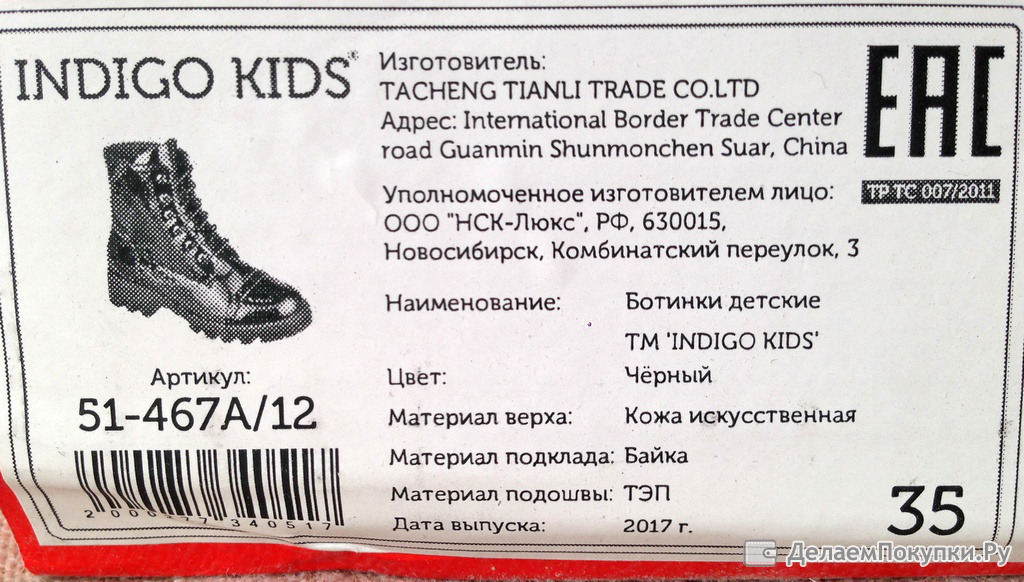 INDIGO KIDS®
Изготовитель:
TACHENG TIANLI TRADE CO.LTD
Адрес: International Border Trade Center
road Guanmin Shunmonchen Suar, China
EAC
ТР ТС 007/2011
Уполномоченное изготовителем лицо:
ООО "НСК-Люкс", РФ, 630015,
Новосибирск, Комбинатский переулок, 3
Наименование: Ботинки детские
ТМ 'INDIGO KIDS'
Цвет: Чёрный
Материал верха: Кожа искусственная
Материал подклада: Байка
Материал подошвы: ТЭП
Дата выпуска: 2017 г.
35
Артикул:
51-467A/12
2 000177 340517
ДелаемПокупки.Ру